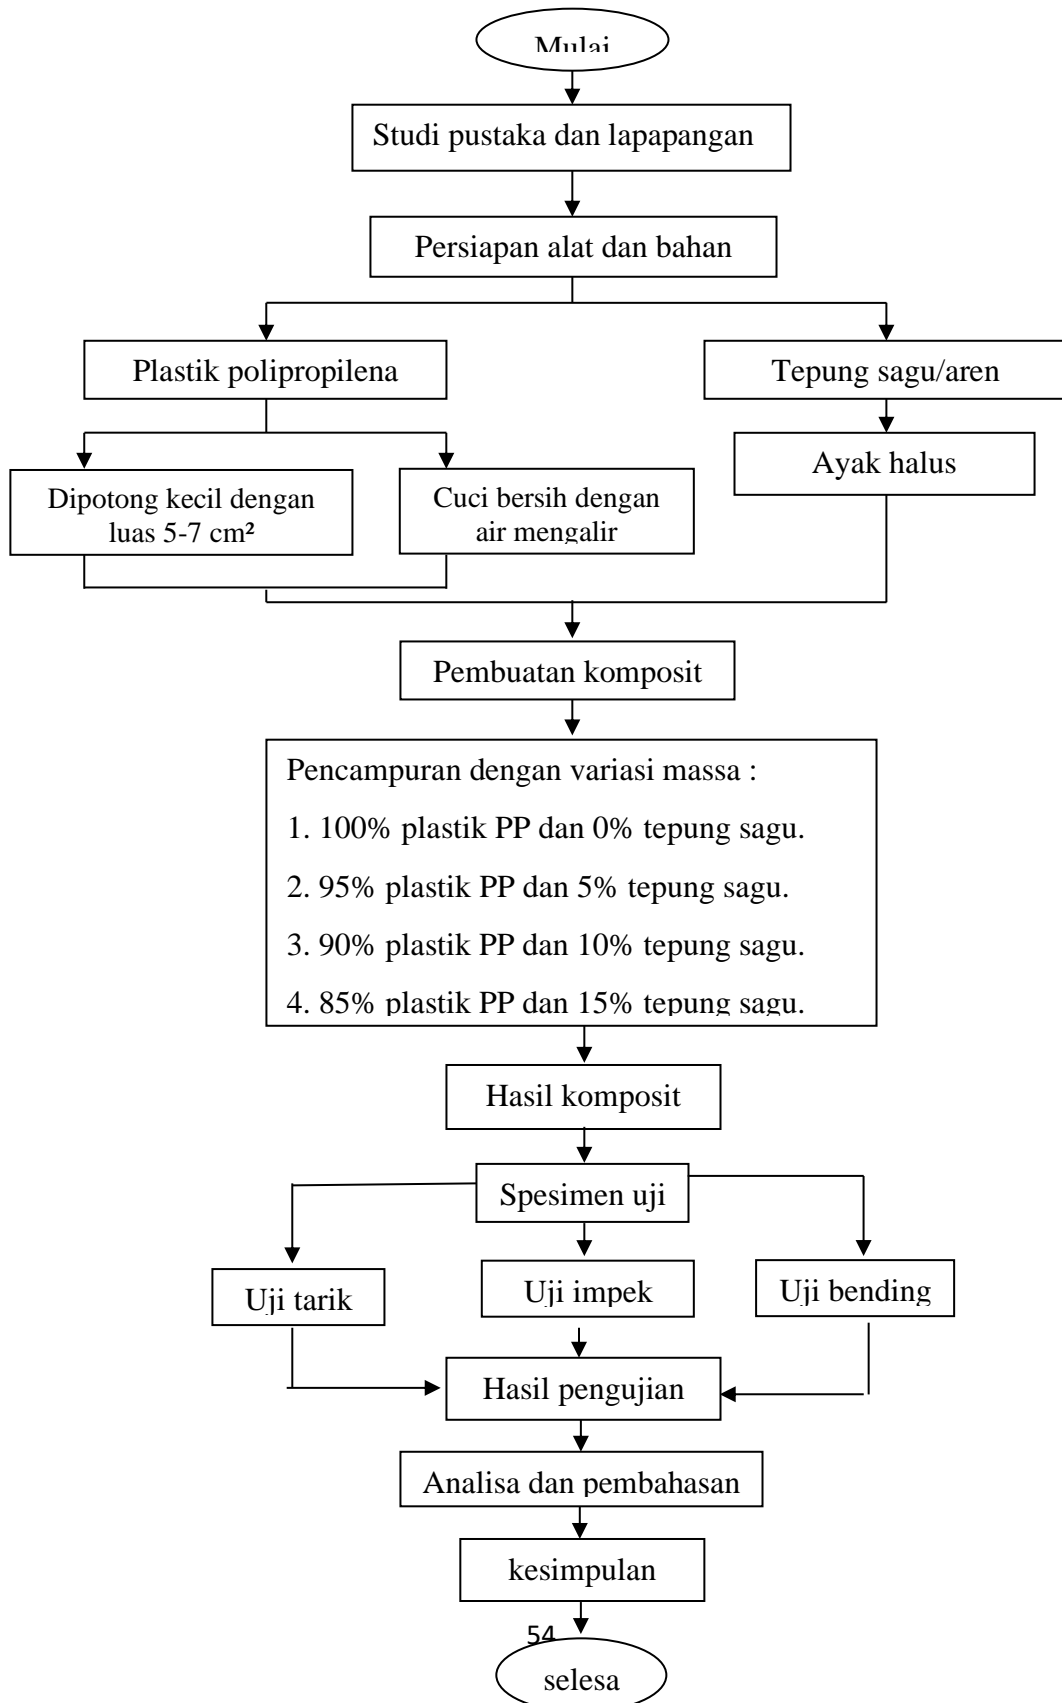 Mulai
Studi pustaka dan lapapangan
Persiapan alat dan bahan
Plastik polipropilena
Tepung sagu/aren
Dipotong kecil dengan
luas 5-7 cm²
Cuci bersih dengan
air mengalir
Ayak halus
Pembuatan komposit
Pencampuran dengan variasi massa :
1. 100% plastik PP dan 0% tepung sagu.
2. 95% plastik PP dan 5% tepung sagu.
3. 90% plastik PP dan 10% tepung sagu.
4. 85% plastik PP dan 15% tepung sagu.
Hasil komposit
Spesimen uji
Uji tarik
Uji impek
Uji bending
Hasil pengujian
Analisa dan pembahasan
kesimpulan
54
selesa